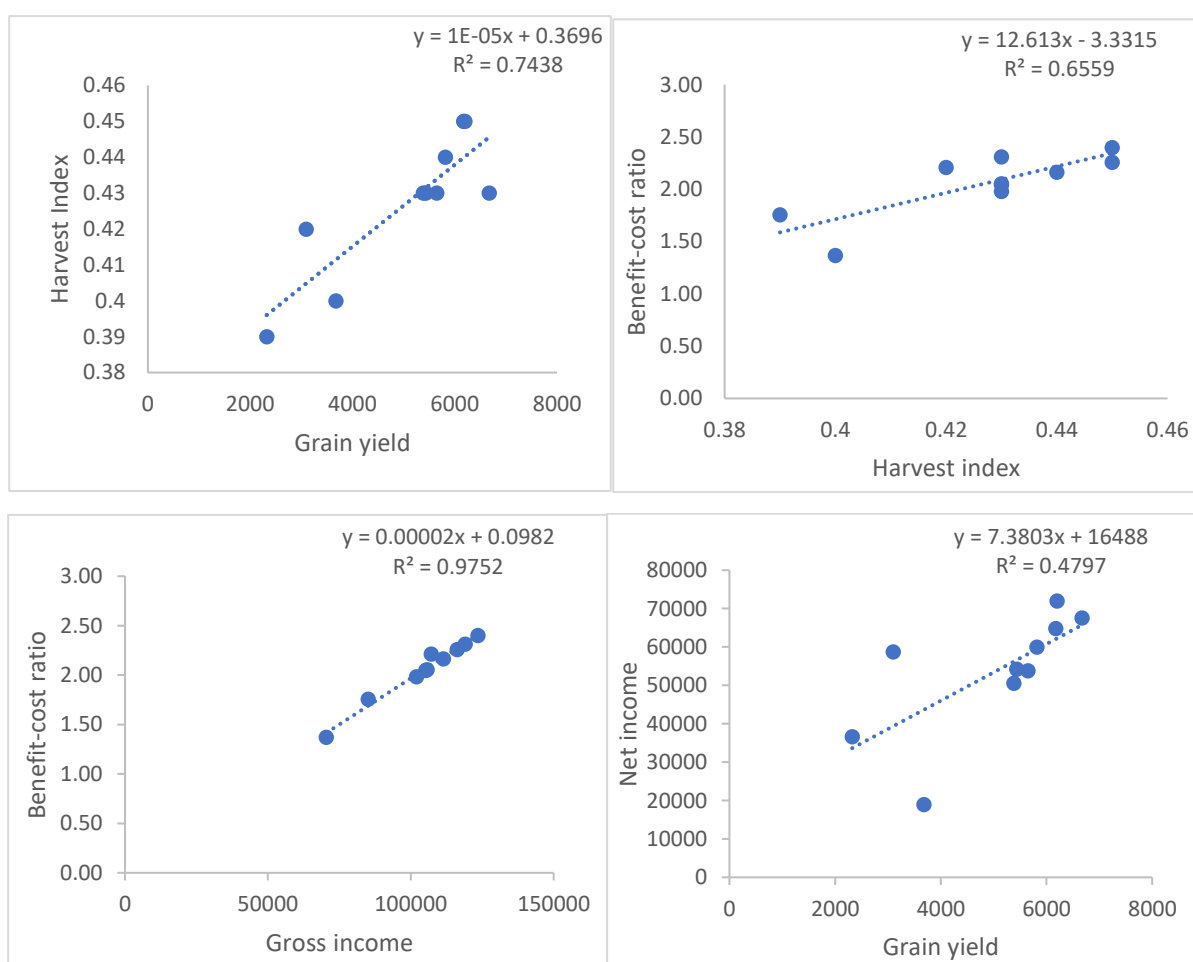 y = 1E-05x + 0.3696
R² = 0.7438
0.46
0.45
0.44
0.43
0.42
0.41
0.4
0.39
0.38
Harvest Index
0 2000 4000 6000 8000
Grain yield
y = 12.613x - 3.3315
R² = 0.6559
3.00
2.50
2.00
1.50
1.00
0.50
0.00
Benefit-cost ratio
0.38 0.4 0.42 0.44 0.46
Harvest index
y = 0.00002x + 0.0982
R² = 0.9752
3.00
2.50
2.00
1.50
1.00
0.50
0.00
Benefit-cost ratio
0 50000 100000 150000
Gross income
y = 7.3803x + 16488
R² = 0.4797
80000
70000
60000
50000
40000
30000
20000
10000
0
Net income
0 2000 4000 6000 8000
Grain yield